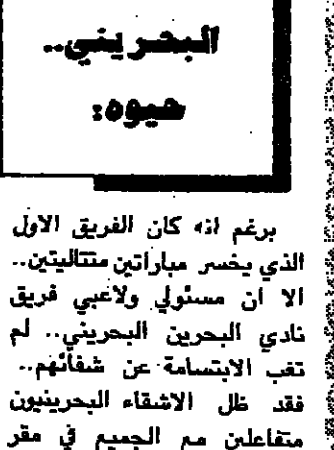 البحريني..
حيوه:
برغم انه كان الفريق الاول
الذي يخسر مباراتين متتاليتين..
الا ان مسئولي ولاعبي فريق
نادي البحرين البحريني.. لم
تغب الابتسامة عن شفائهم..
فقد ظل الاشقاء البحرينيون
متفاعلين مع الجميع في مقر